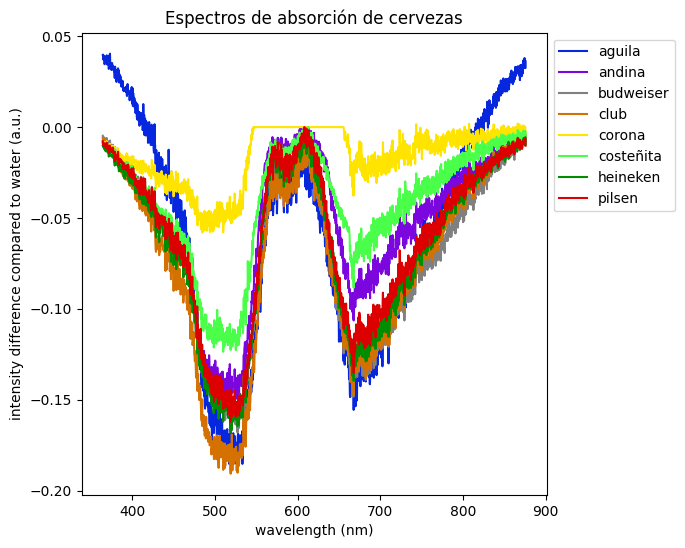 Espectros de absorción de cervezas
intensity difference compared to water (a.u.)
0.05
0.00
−0.05
−0.10
−0.15
−0.20
400 500 600 700 800 900
wavelength (nm)
aguila
andina
budweiser
club
corona
costeñita
heineken
pilsen